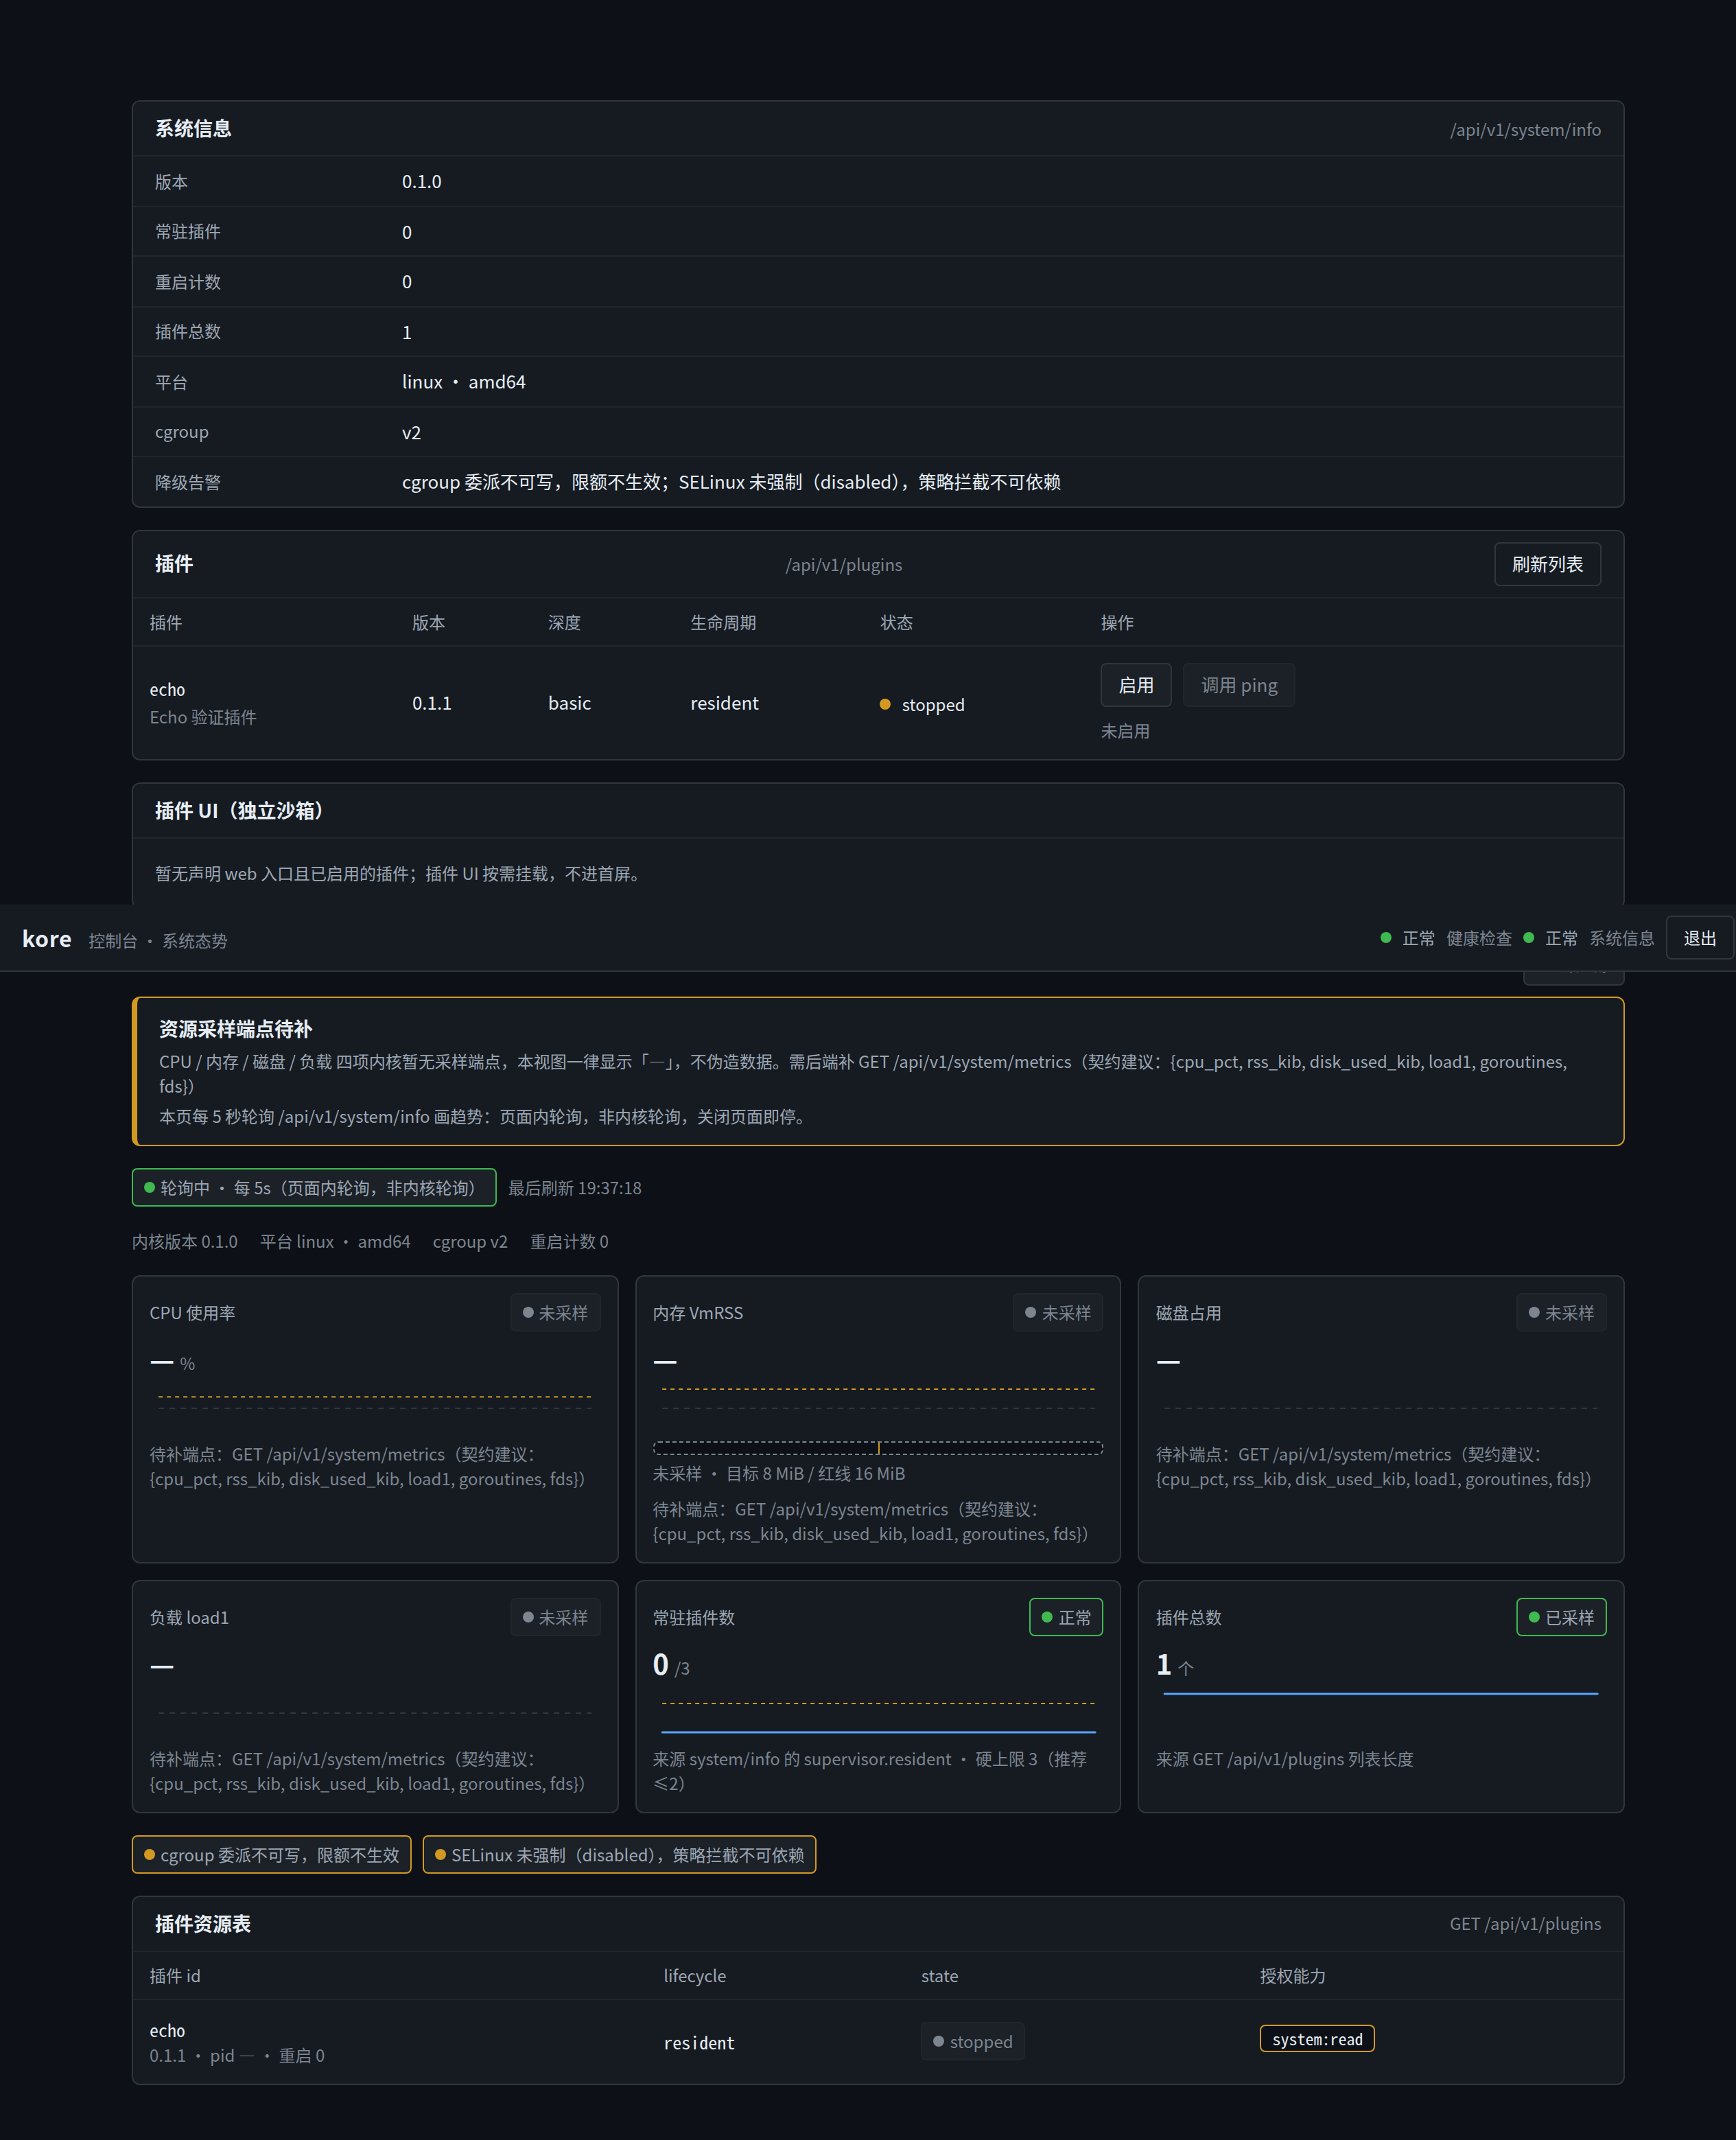 系统信息
/api/v1/system/info
版本 0.1.0
常驻插件 0
重启计数 0
插件总数 1
平台 linux · amd64
cgroup v2
降级告警 cgroup 委派不可写，限额不生效；SELinux 未强制（disabled），策略拦截不可依赖
插件
/api/v1/plugins
刷新列表
插件 版本 深度 生命周期 状态 操作
echo
Echo 验证插件
0.1.1 basic resident stopped
启用 调用 ping
未启用
插件 UI（独立沙箱）
暂无声明 web 入口且已启用的插件；插件 UI 按需挂载，不进首屏。
kore 控制台 · 系统态势
正常 健康检查 正常 系统信息 退出
资源采样端点待补
CPU / 内存 / 磁盘 / 负载 四项内核暂无采样端点，本视图一律显示「—」，不伪造数据。需后端补 GET /api/v1/system/metrics（契约建议：{cpu_pct, rss_kib, disk_used_kib, load1, goroutines,
fds}）
本页每 5 秒轮询 /api/v1/system/info 画趋势：页面内轮询，非内核轮询，关闭页面即停。
轮询中 · 每 5s（页面内轮询，非内核轮询） 最后刷新 19:37:18
内核版本 0.1.0 平台 linux · amd64 cgroup v2 重启计数 0
CPU 使用率 未采样
— %
待补端点：GET /api/v1/system/metrics（契约建议：
{cpu_pct, rss_kib, disk_used_kib, load1, goroutines, fds}）
内存 VmRSS 未采样
—
未采样 · 目标 8 MiB / 红线 16 MiB
待补端点：GET /api/v1/system/metrics（契约建议：
{cpu_pct, rss_kib, disk_used_kib, load1, goroutines, fds}）
磁盘占用 未采样
—
待补端点：GET /api/v1/system/metrics（契约建议：
{cpu_pct, rss_kib, disk_used_kib, load1, goroutines, fds}）
负载 load1 未采样
—
待补端点：GET /api/v1/system/metrics（契约建议：
{cpu_pct, rss_kib, disk_used_kib, load1, goroutines, fds}）
常驻插件数 正常
0 /3
来源 system/info 的 supervisor.resident · 硬上限 3（推荐
≤2）
插件总数 已采样
1 个
来源 GET /api/v1/plugins 列表长度
cgroup 委派不可写，限额不生效
SELinux 未强制（disabled），策略拦截不可依赖
插件资源表
GET /api/v1/plugins
插件 id lifecycle state 授权能力
echo
0.1.1 · pid — · 重启 0
resident stopped system:read